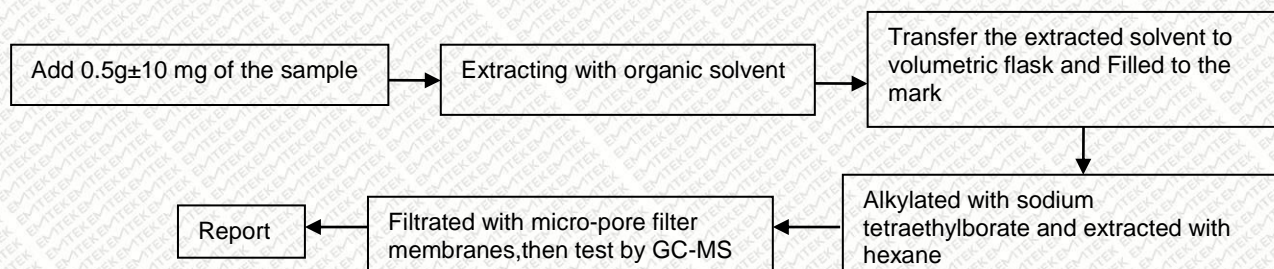 Add 0.5g±10 mg of the sample
Extracting with organic solvent
Transfer the extracted solvent to
volumetric flask and Filled to the
mark
Alkylated with sodium
tetraethylborate and extracted with
hexane
Filtrated with micro-pore filter
membranes,then test by GC-MS
Report